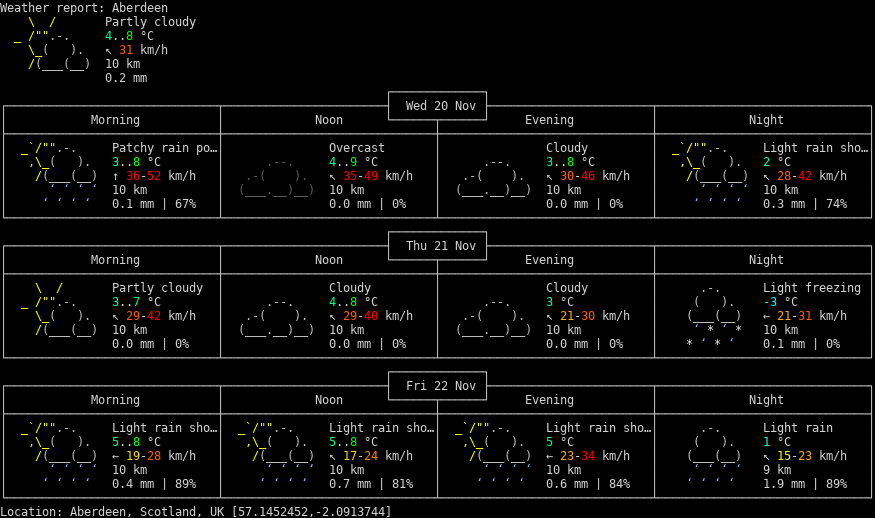 Weather report: Aberdeen
Partly cloudy
4..8 °C
↖ 31 km/h
10 km
0.2 mm
Wed 20 Nov
Morning Noon Evening Night
Patchy rain po… Overcast Cloudy Light rain sho…
3..8 °C 4..9 °C 3..8 °C 2 °C
↑ 36-52 km/h ↖ 35-49 km/h ↖ 30-46 km/h ↖ 28-42 km/h
10 km 10 km 10 km 10 km
0.1 mm | 67% 0.0 mm | 0% 0.0 mm | 0% 0.3 mm | 74%
Thu 21 Nov
Morning Noon Evening Night
Partly cloudy Cloudy Cloudy Light freezing
3..7 °C 4..8 °C 3 °C -3 °C
↖ 29-42 km/h ↖ 29-40 km/h ↖ 21-30 km/h ← 21-31 km/h
10 km 10 km 10 km 10 km
0.0 mm | 0% 0.0 mm | 0% 0.0 mm | 0% 0.1 mm | 0%
Fri 22 Nov
Morning Noon Evening Night
Light rain sho… Light rain sho… Light rain sho… Light rain
5..8 °C 5..8 °C 5 °C 1 °C
← 19-28 km/h ↖ 17-24 km/h ← 23-34 km/h ↖ 15-23 km/h
10 km 10 km 10 km 9 km
0.4 mm | 89% 0.7 mm | 81% 0.6 mm | 84% 1.9 mm | 89%
Location: Aberdeen, Scotland, UK [57.1452452,-2.0913744]